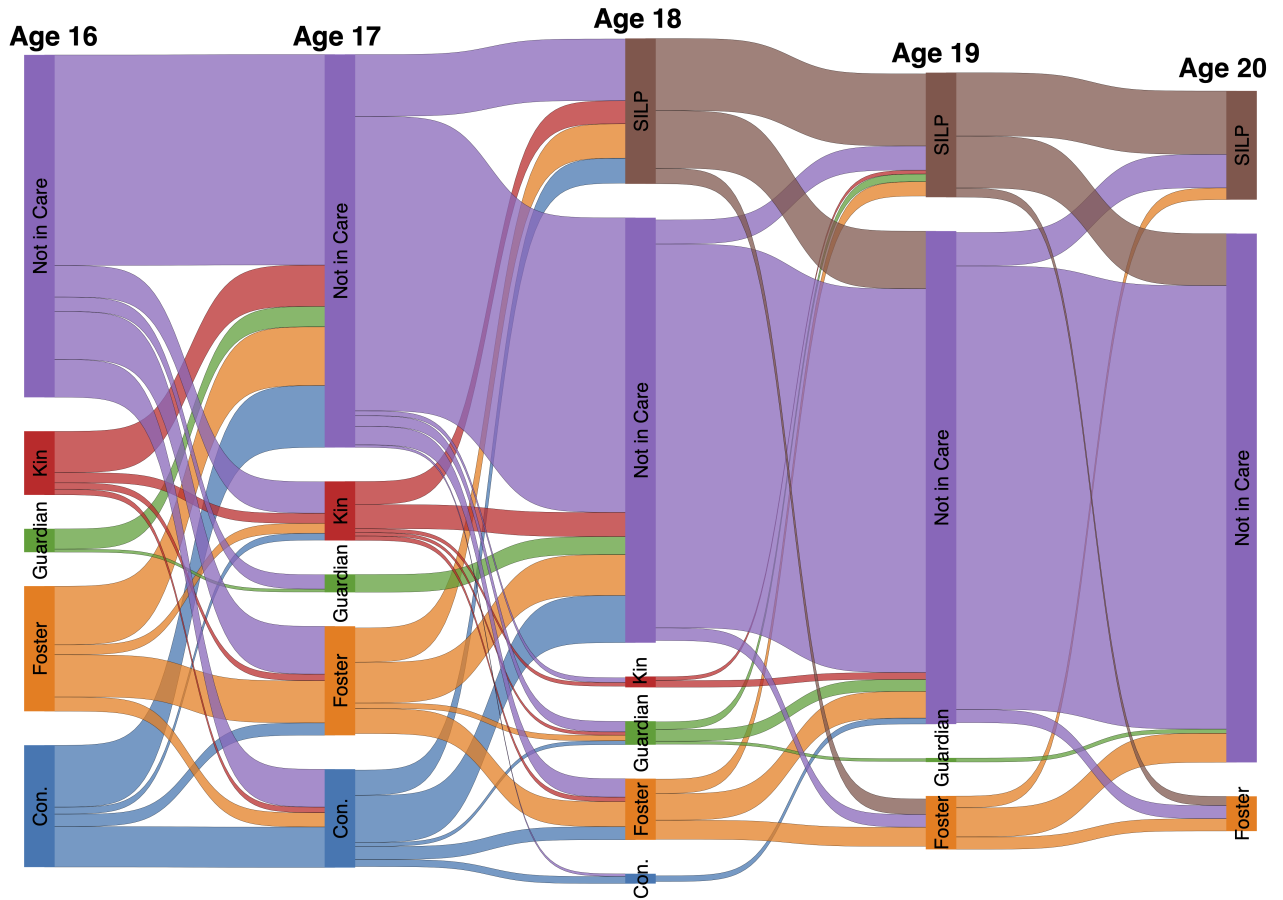 Age 16
Age 17
Age 18
Age 19
Age 20
Not in Care
Kin
Guardian
Foster
Con.
Not in Care
Kin
Guardian
Foster
Con.
SILP
Not in Care
Kin
Guardian
Foster
Con.
SILP
Not in Care
Guardian
Foster
SILP
Not in Care
Foster